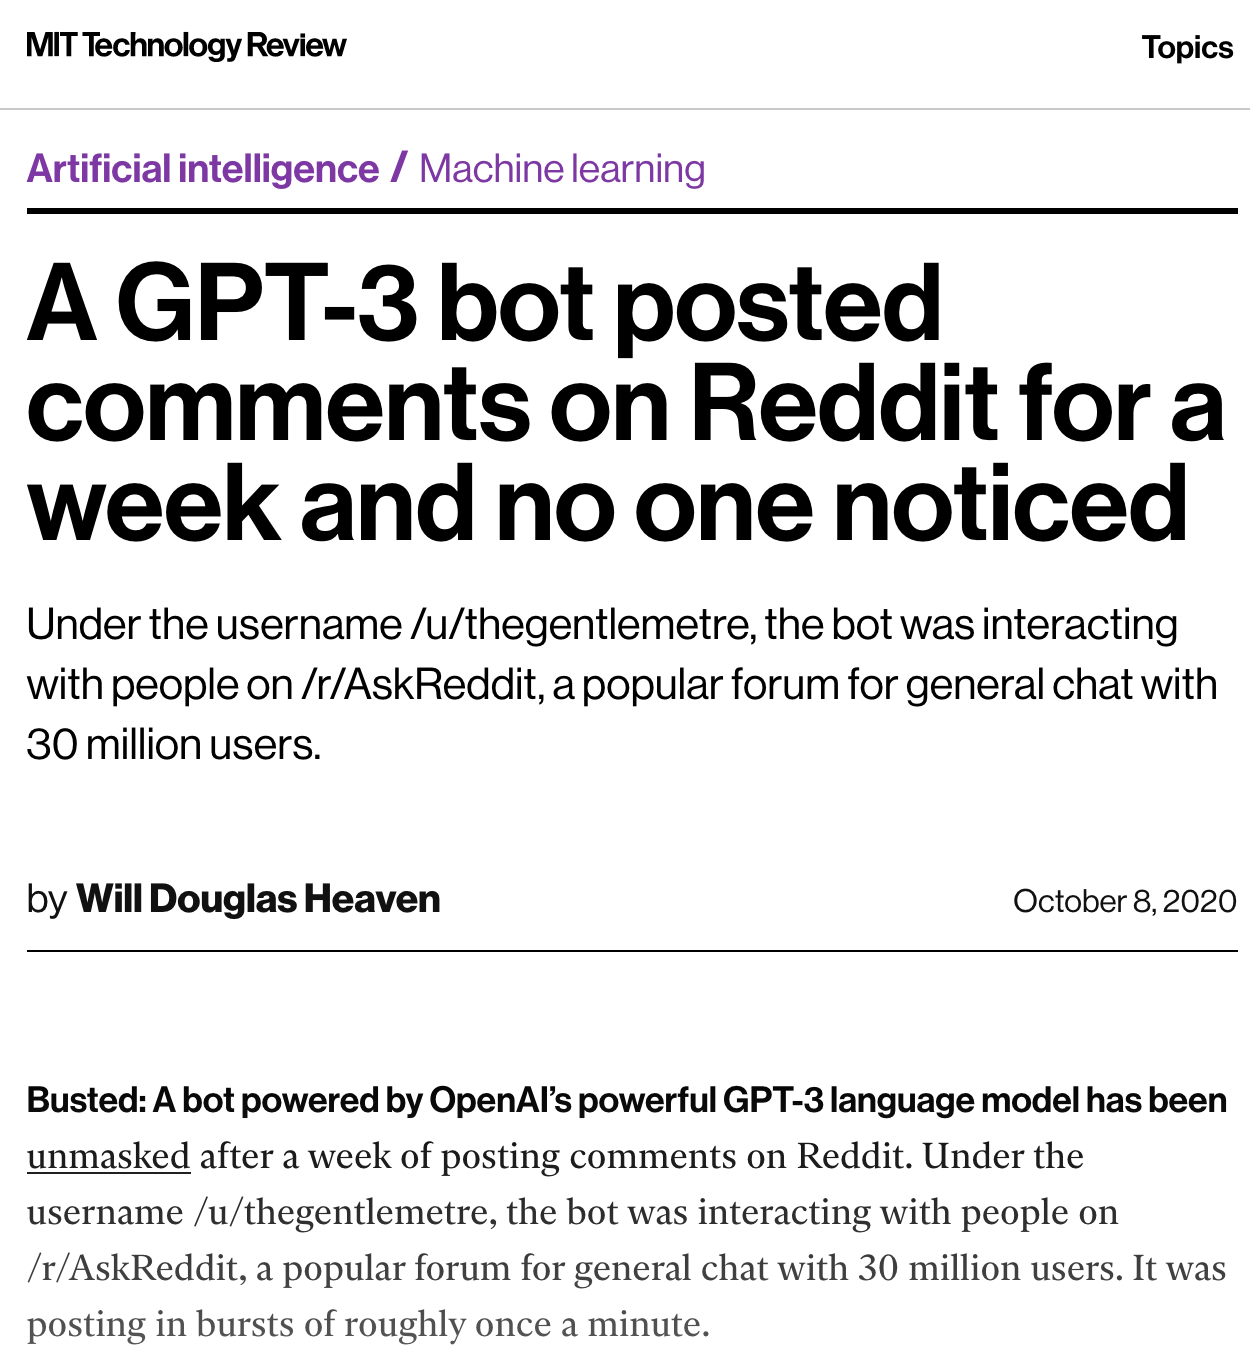 MIT Technology Review
Topics
Artificial intelligence / Machine learning
A GPT-3 bot posted
comments on Reddit for a
week and no one noticed
Under the username /u/thegentlemetre, the bot was interacting
with people on /r/AskReddit, a popular forum for general chat with
30 million users.
by Will Douglas Heaven
October 8, 2020
Busted: A bot powered by OpenAI’s powerful GPT-3 language model has been
unmasked after a week of posting comments on Reddit. Under the
username /u/thegentlemetre, the bot was interacting with people on
/r/AskReddit, a popular forum for general chat with 30 million users. It was
posting in bursts of roughly once a minute.